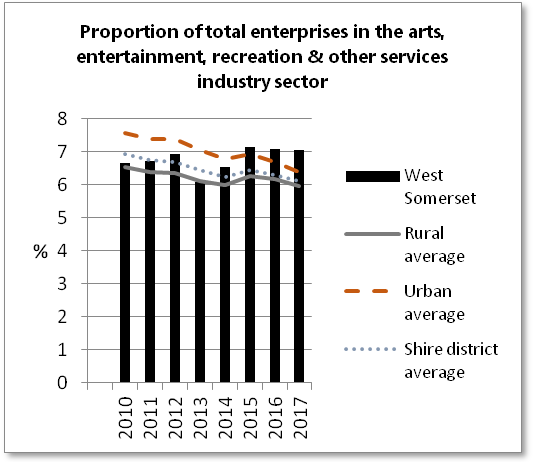 Proportion of total enterprises in the arts,
entertainment, recreation & other services
industry sector
8
7
6
5
% 4
3
2
1
0
2010
2011
2012
2013
2014
2015
2016
2017
West
Somerset
Rural
average
Urban
average
Shire district
average